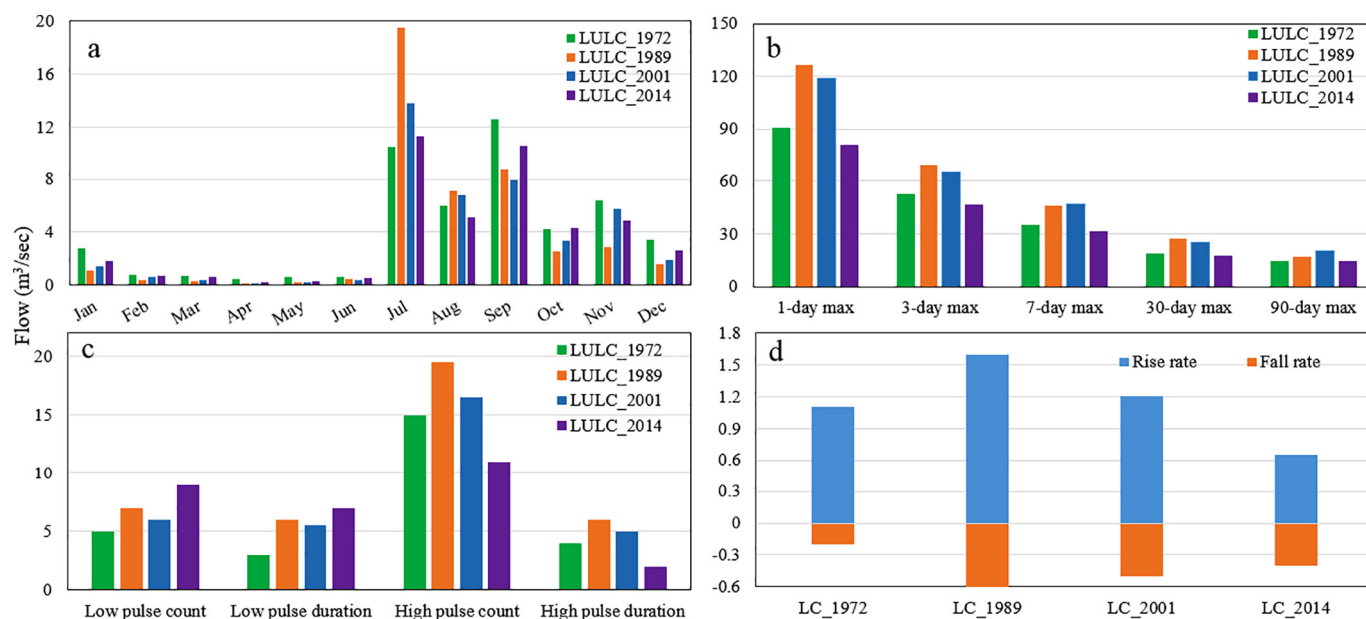 Flow (m³/sec)
a
20
16
12
8
4
0
LULC_1972
LULC_1989
LULC_2001
LULC_2014
Jan Feb Mar Apr May Jun Jul Aug Sep Oct Nov Dec
b
150
120
90
60
30
0
LULC_1972
LULC_1989
LULC_2001
LULC_2014
1-day max 3-day max 7-day max 30-day max 90-day max
c
20
15
10
5
0
LULC_1972
LULC_1989
LULC_2001
LULC_2014
Low pulse count Low pulse duration High pulse count High pulse duration
d
1.8
1.5
1.2
0.9
0.6
0.3
0
-0.3
-0.6
Rise rate Fall rate
LC_1972 LC_1989 LC_2001 LC_2014